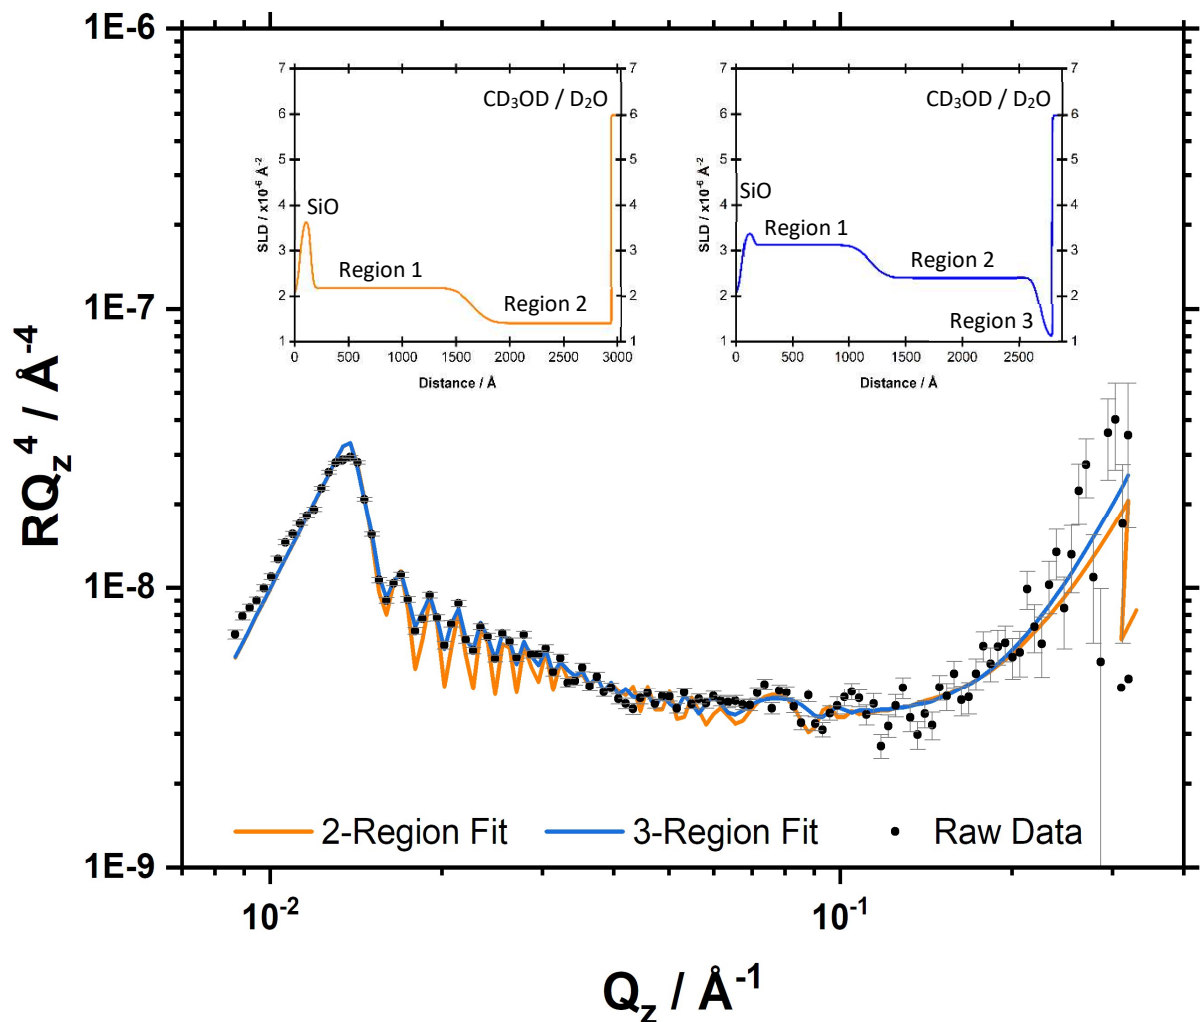 1E-6
1E-7
1E-8
1E-9
RQz4 / Å-4
7
6
5
4
3
2
1
SLD / x10-6 Å-2
CD3OD / D2O
SiO
Region 1
Region 2
7
6
5
4
3
2
1
0 500 1000 1500 2000 2500 3000
Distance / Å
7
6
5
4
3
2
1
SLD / x10-6 Å-2
CD3OD / D2O
SiO
Region 1
Region 2
Region 3
7
6
5
4
3
2
1
0 500 1000 1500 2000 2500
Distance / Å
2-Region Fit 3-Region Fit Raw Data
10-2 10-1
Qz / Å-1